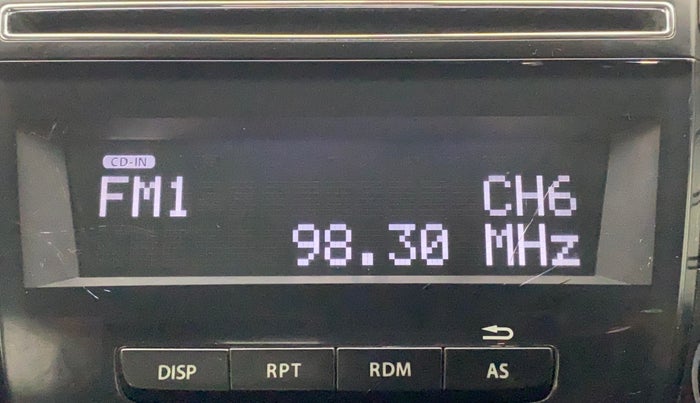 CD-IN
FM1 CH6
98.30 MHz
DISP RPT RDM AS